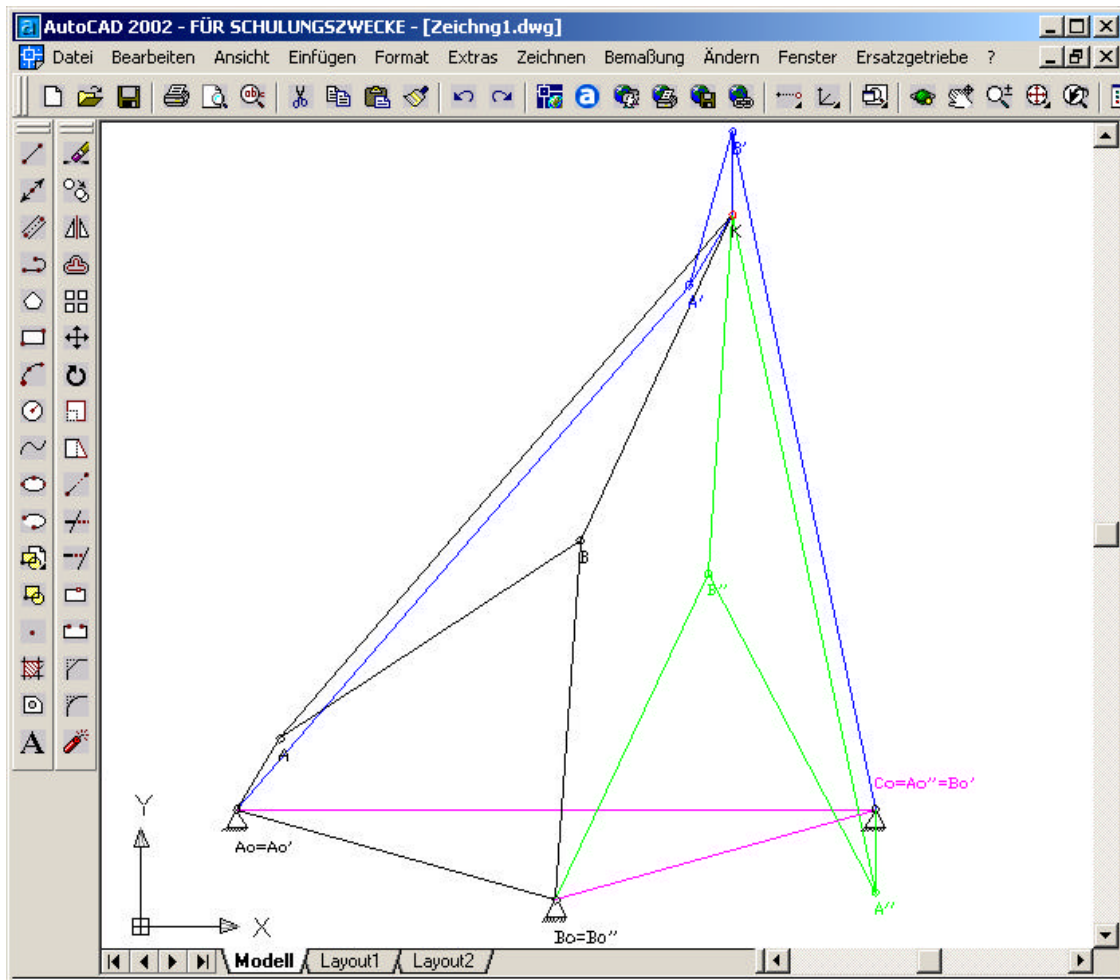 AutoCAD 2002 - FÜR SCHULUNGSZWECKE - [Zeichng1.dwg]
Datei Bearbeiten Ansicht Einfügen Format Extras Zeichnen Bemaßung Ändern Fenster Ersatzgetriebe ?
B'
K
A'
B
B"
A
Co=Ao"=Bo'
Ao=Ao'
A"
Bo=Bo"
Y
X
Modell Layout1 Layout2